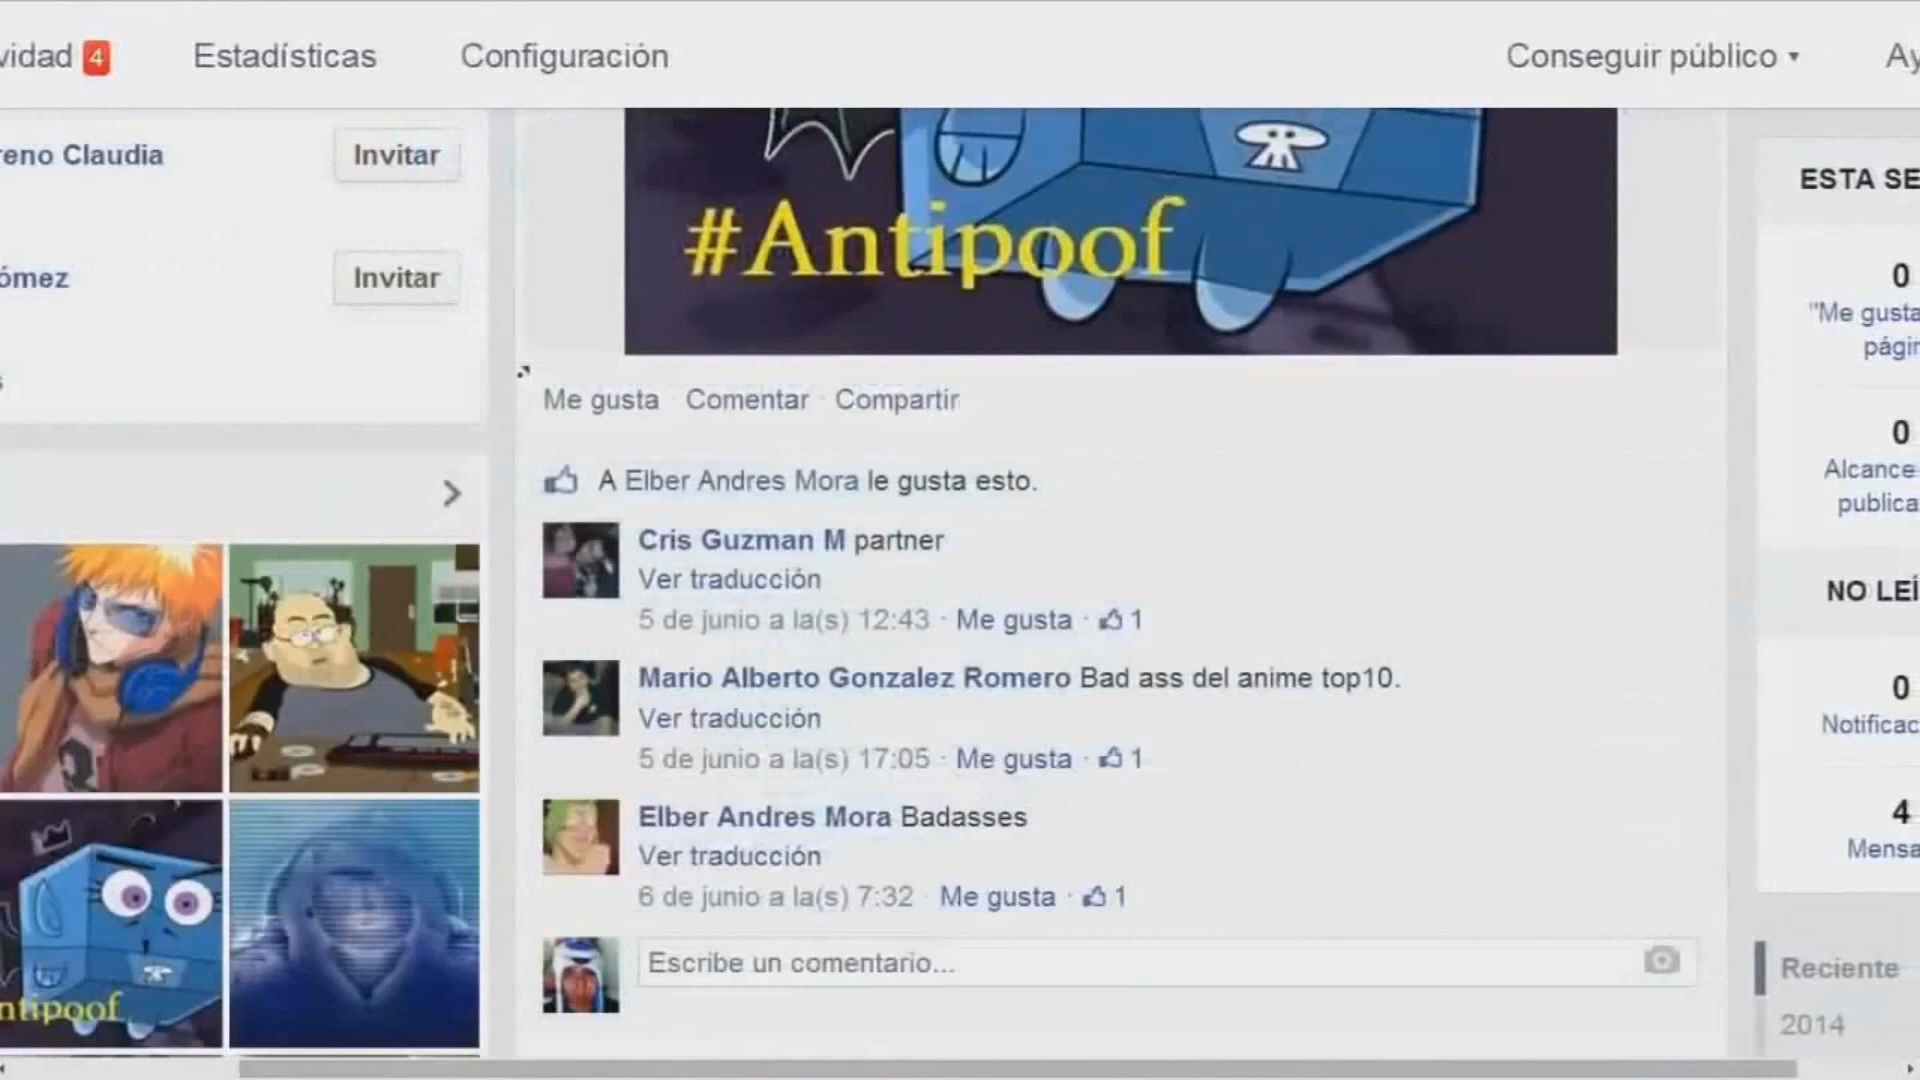 vidad 4 Estadísticas Configuración Conseguir público Ay
reno Claudia Invitar
ómez Invitar
s
#Antipoof
Me gusta · Comentar · Compartir
A Elber Andres Mora le gusta esto.
Cris Guzman M partner
Ver traducción
5 de junio a la(s) 12:43 · Me gusta · 1
Mario Alberto Gonzalez Romero Bad ass del anime top10.
Ver traducción
5 de junio a la(s) 17:05 · Me gusta · 1
Elber Andres Mora Badasses
Ver traducción
6 de junio a la(s) 7:32 · Me gusta · 1
Escribe un comentario...
ntipoof
ESTA SE
0
"Me gusta
págin
0
Alcance
publica
NO LEÍ
0
Notificac
4
Mensa
Reciente
2014